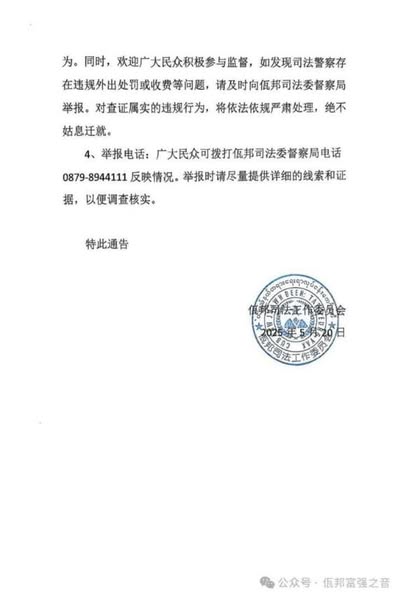 为。同时，欢迎广大民众积极参与监督，如发现司法警察存
在违规外出处罚或收费等问题，请及时向佤邦司法委督察局
举报。对查证属实的违规行为，将依法依规严肃处理，绝不
姑息迁就。
4、举报电话：广大民众可拨打佤邦司法委督察局电话
0879-8944111 反映情况。举报时请尽量提供详细的线索和证
据，以便调查核实。
特此通告
佤邦司法工作委员会
2025 年 5 月 20 日
佤邦司法工作委员会
公众号 · 佤邦富强之音